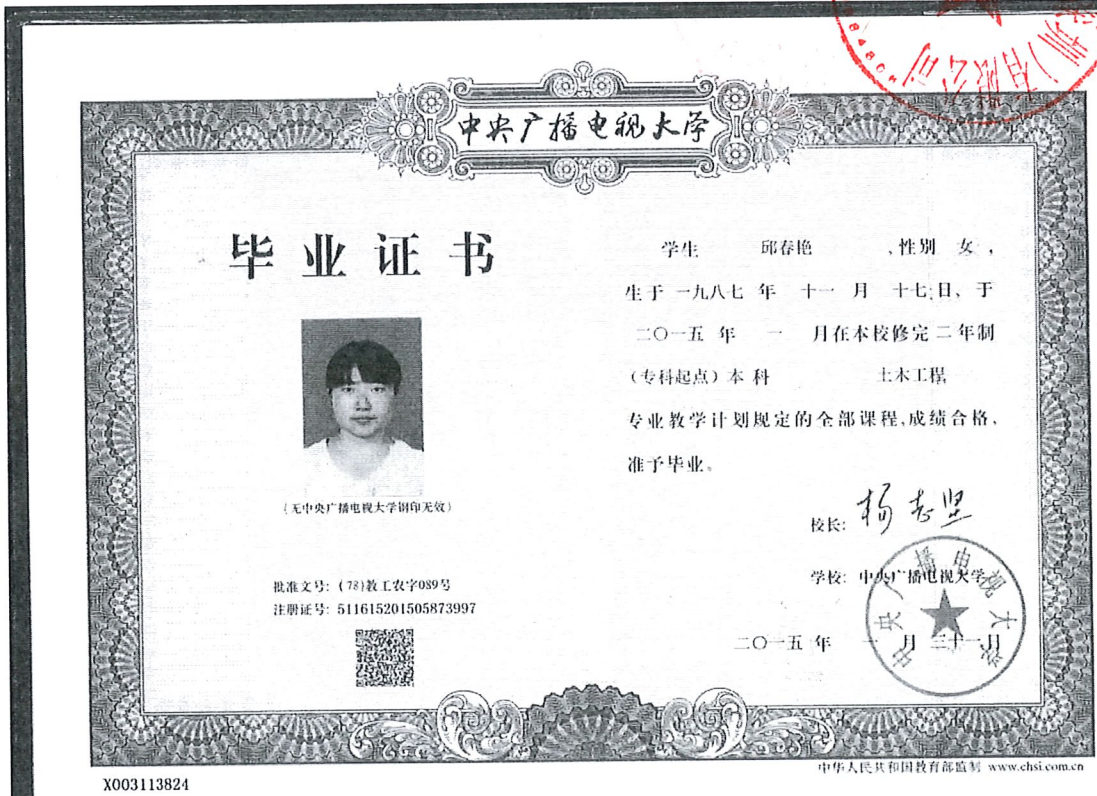 中央广播电视大学
毕业证书
学生 邱春艳 ,性别 女,
生于一九八七 年 十一 月 十七日, 于
二〇一五 年 一 月在本校修完 二年制
(专科起点) 本 科 土木工程
专业教学计划规定的全部课程,成绩合格,
准予毕业。
(无中央广播电视大学钢印无效)
校长: 杨志坚
批准文号: (78)教工农字089号
注册证号: 511615201505873997
学校: 中央广播电视大学
二〇一五 年 一 月 三十一日
中央广播电视大学
X003113824
中华人民共和国教育部监制 www.chsi.com.cn
圳)有限公司